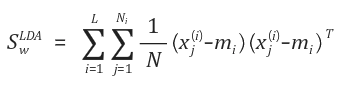 S_w^{LDA} = \sum_{i=1}^{L} \sum_{j=1}^{N_i} \frac{1}{N} (x_j^{(i)} - m_i)(x_j^{(i)} - m_i)^T